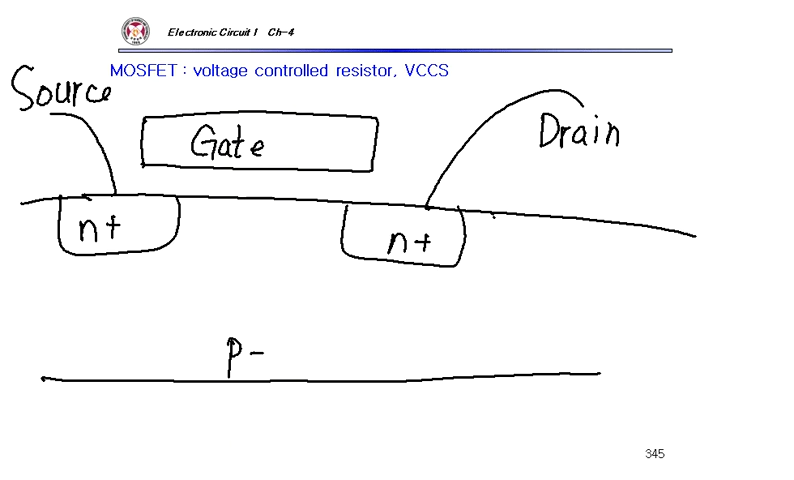 Electronic Circuit 1 Ch-4
MOSFET : voltage controlled resistor, VCCS
Source
Gate
Drain
n+
n+
p-
345